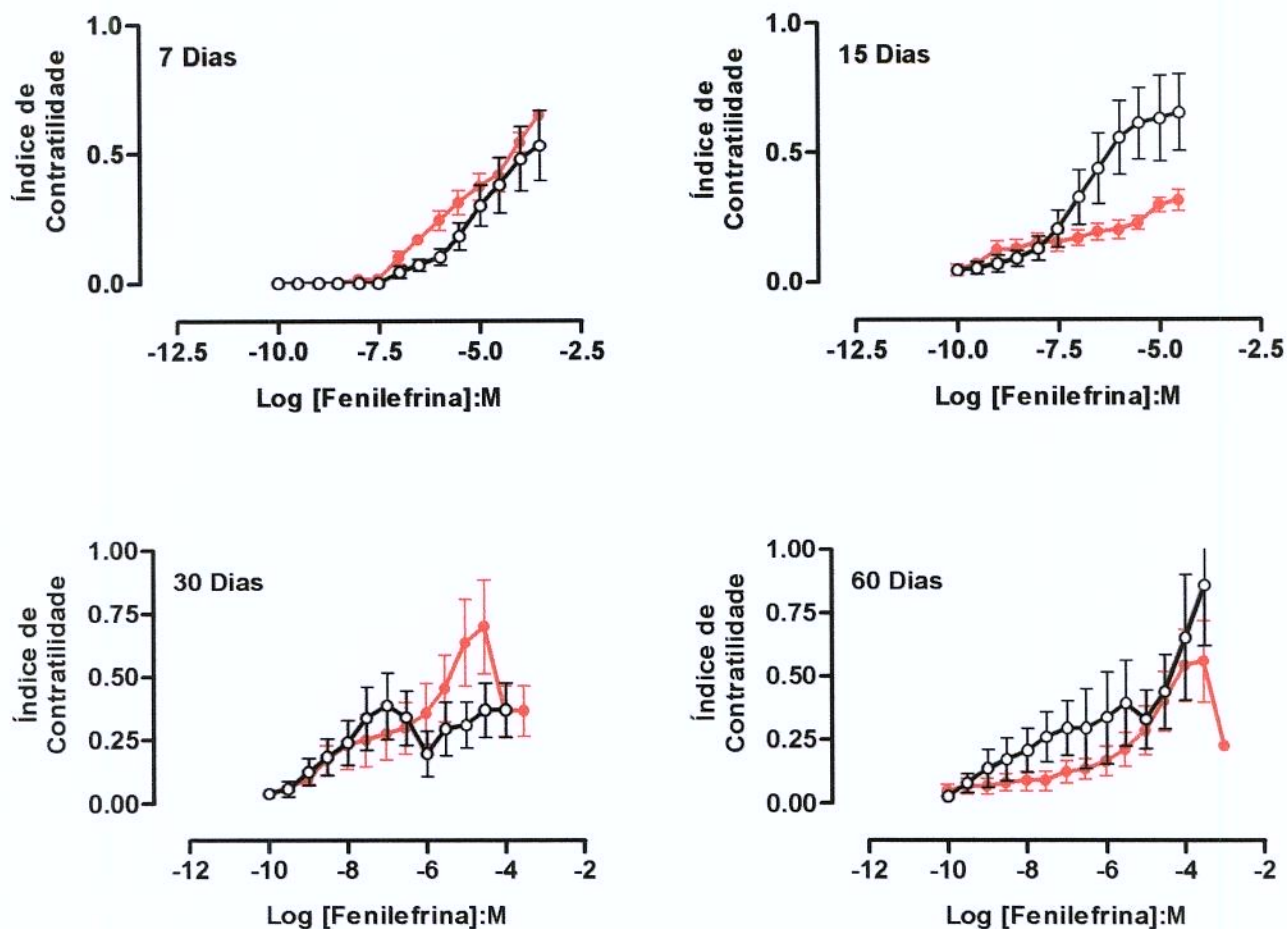 7 Dias
Índice de
Contratilidade
1.0
0.5
0.0
-12.5 -10.0 -7.5 -5.0 -2.5
Log [Fenilefrina]:M
15 Dias
Índice de
Contratilidade
1.0
0.5
0.0
-12.5 -10.0 -7.5 -5.0 -2.5
Log [Fenilefrina]:M
30 Dias
Índice de
Contratilidade
1.00
0.75
0.50
0.25
0.00
-12 -10 -8 -6 -4 -2
Log [Fenilefrina]:M
60 Dias
Índice de
Contratilidade
1.00
0.75
0.50
0.25
0.00
-12 -10 -8 -6 -4 -2
Log [Fenilefrina]:M